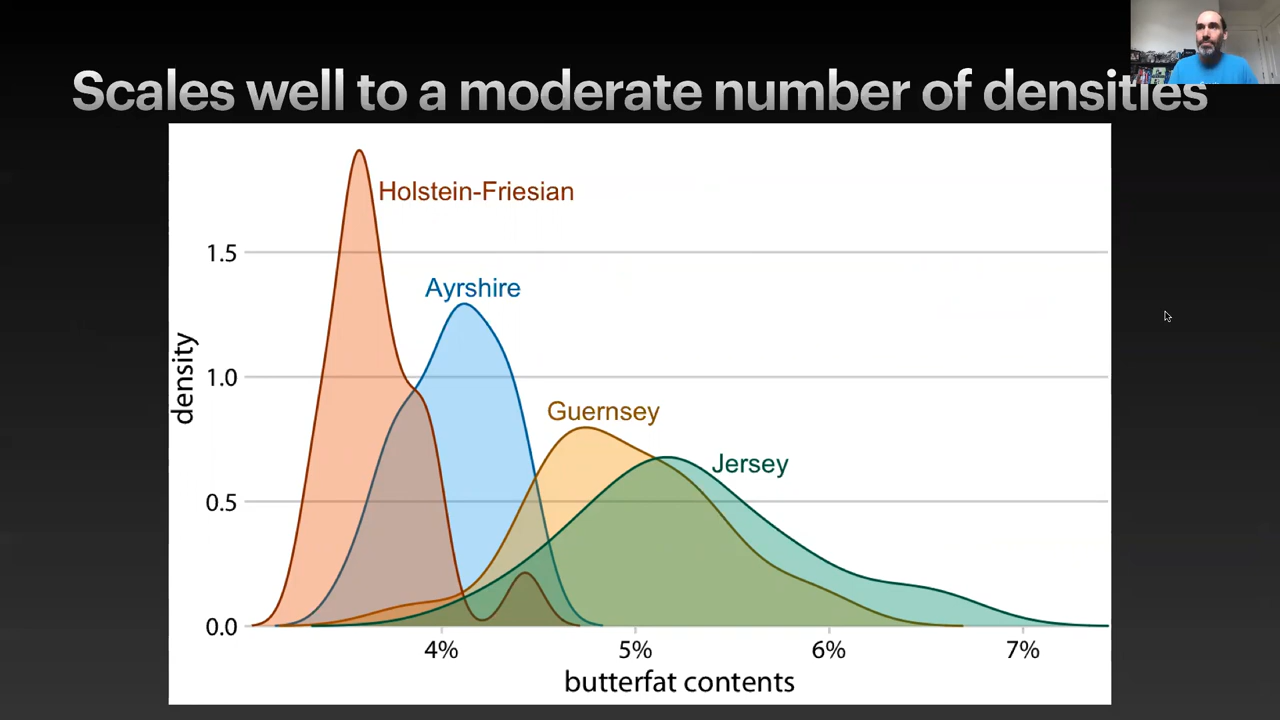 Scales well to a moderate number of densities
Holstein-Friesian
1.5
Ayrshire
1.0
Guernsey
Jersey
density
0.5
0.0
4% 5% 6% 7%
butterfat contents